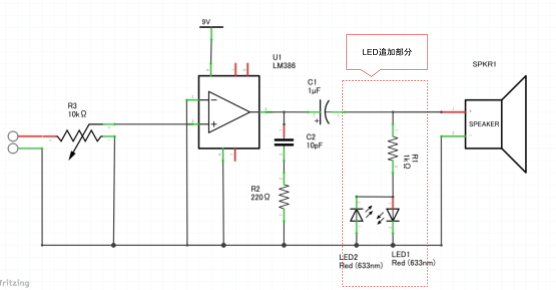 9V
LED追加部分
U1
LM386
C1
1μF
SPKR1
R3
10kΩ
+
SPEAKER
C2
10pF
R1
1kΩ
R2
220Ω
LED2
Red (633nm)
LED1
Red (633nm)
fritzing